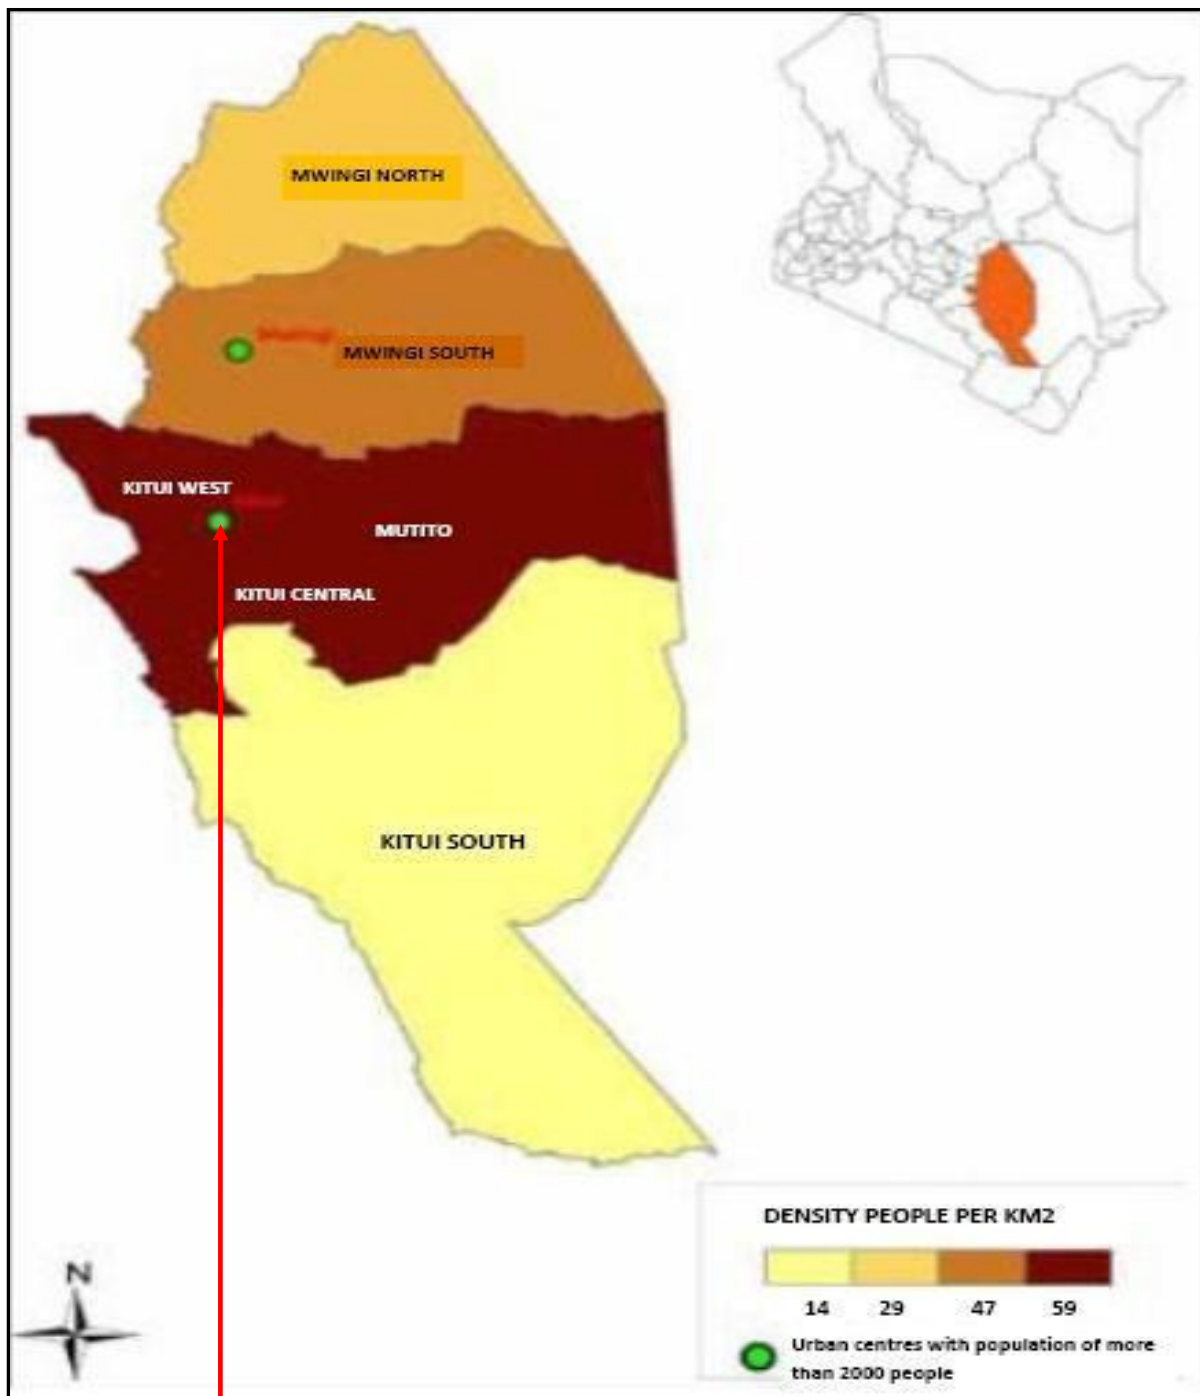 MWINGI NORTH
MWINGI SOUTH
KITUI WEST
MUTITO
KITUI CENTRAL
KITUI SOUTH
DENSITY PEOPLE PER KM2
14 29 47 59
Urban centres with population of more
than 2000 people
N